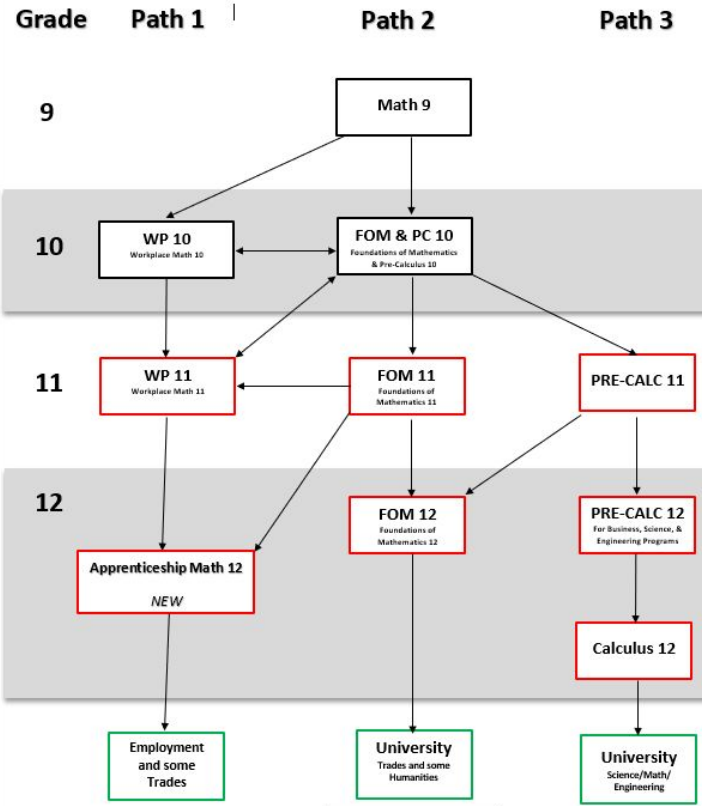 Grade Path 1 Path 2 Path 3
9
Math 9
10
WP 10
Workplace Math 10
FOM & PC 10
Foundations of Mathematics
& Pre-Calculus 10
11
WP 11
Workplace Math 11
FOM 11
Foundations of
Mathematics 11
PRE-CALC 11
12
FOM 12
Foundations of
Mathematics 12
PRE-CALC 12
For Business, Science, &
Engineering Programs
Apprenticeship Math 12
NEW
Calculus 12
Employment
and some
Trades
University
Trades and some
Humanities
University
Science/Math/
Engineering